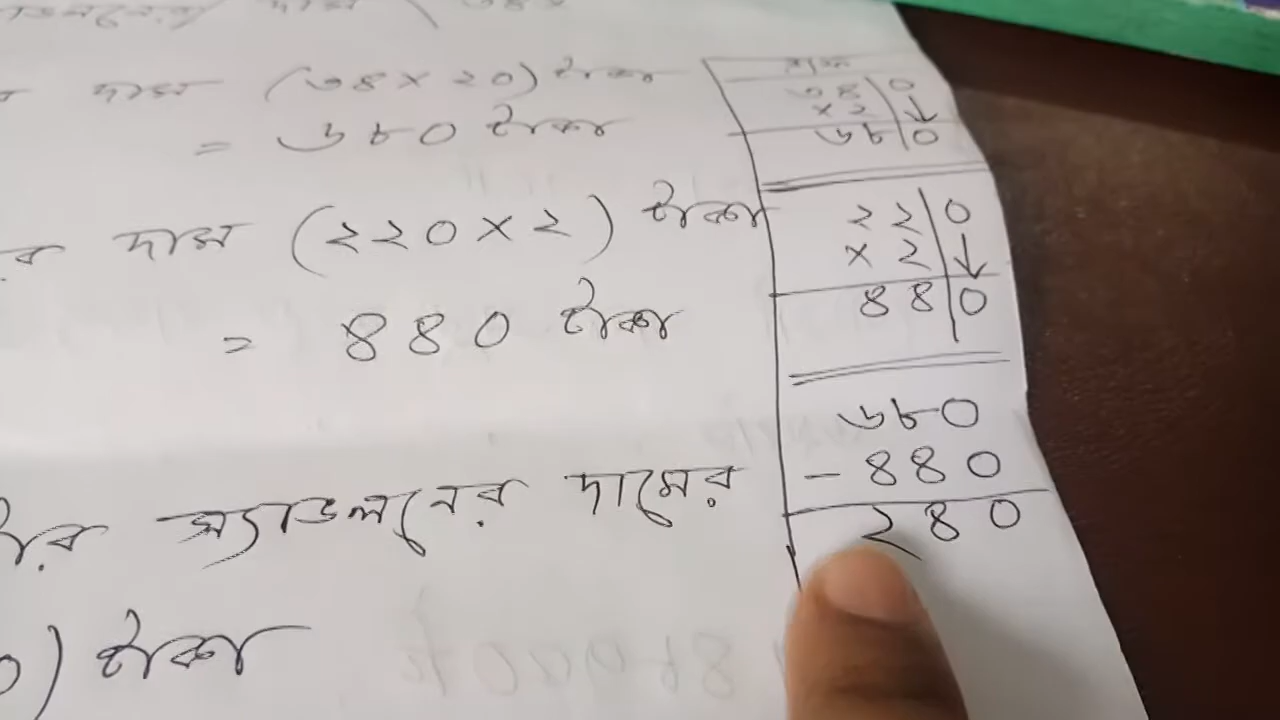 দাম (৩৪×২০) টাকা
= ৬৮০ টাকা
র দাম (২২০×২) টাকা
= ৪৪০ টাকা
র স্যাভলনের দামের
০) টাকা
৩৪|০
×২|↓
৬৮|০
২২|০
×২|↓
৪৪|০
৬৮০
-৪৪০
২৪০